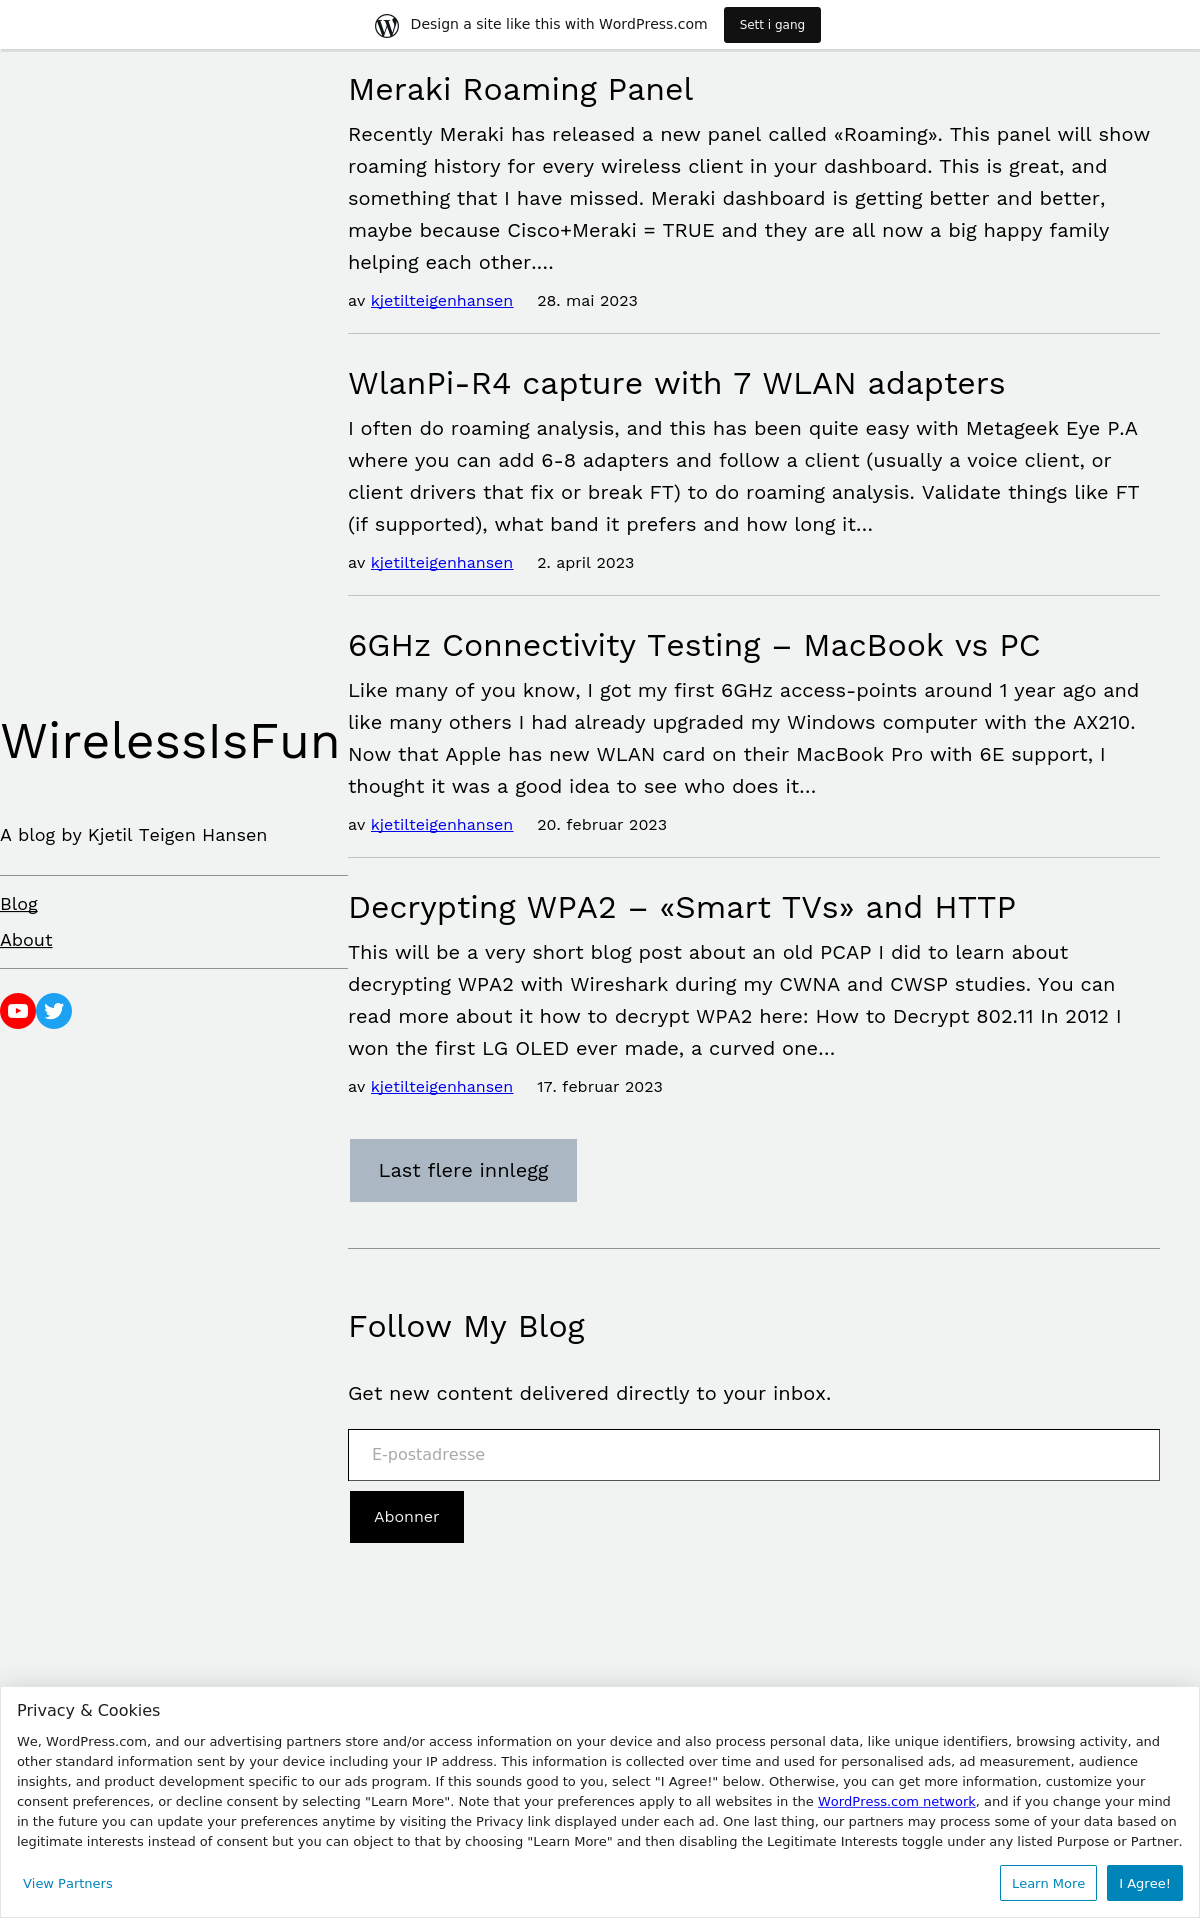 Design a site like this with WordPress.com
Sett i gang
Meraki Roaming Panel
Recently Meraki has released a new panel called «Roaming». This panel will show
roaming history for every wireless client in your dashboard. This is great, and
something that I have missed. Meraki dashboard is getting better and better,
maybe because Cisco+Meraki = TRUE and they are all now a big happy family
helping each other....
av kjetilteigenhansen 28. mai 2023
WlanPi-R4 capture with 7 WLAN adapters
I often do roaming analysis, and this has been quite easy with Metageek Eye P.A
where you can add 6-8 adapters and follow a client (usually a voice client, or
client drivers that fix or break FT) to do roaming analysis. Validate things like FT
(if supported), what band it prefers and how long it...
av kjetilteigenhansen 2. april 2023
6GHz Connectivity Testing – MacBook vs PC
Like many of you know, I got my first 6GHz access-points around 1 year ago and
like many others I had already upgraded my Windows computer with the AX210.
Now that Apple has new WLAN card on their MacBook Pro with 6E support, I
thought it was a good idea to see who does it...
av kjetilteigenhansen 20. februar 2023
WirelessIsFun
A blog by Kjetil Teigen Hansen
Blog
About
Decrypting WPA2 – «Smart TVs» and HTTP
This will be a very short blog post about an old PCAP I did to learn about
decrypting WPA2 with Wireshark during my CWNA and CWSP studies. You can
read more about it how to decrypt WPA2 here: How to Decrypt 802.11 In 2012 I
won the first LG OLED ever made, a curved one...
av kjetilteigenhansen 17. februar 2023
Last flere innlegg
Follow My Blog
Get new content delivered directly to your inbox.
E-postadresse
Abonner
Privacy & Cookies
We, WordPress.com, and our advertising partners store and/or access information on your device and also process personal data, like unique identifiers, browsing activity, and
other standard information sent by your device including your IP address. This information is collected over time and used for personalised ads, ad measurement, audience
insights, and product development specific to our ads program. If this sounds good to you, select "I Agree!" below. Otherwise, you can get more information, customize your
consent preferences, or decline consent by selecting "Learn More". Note that your preferences apply to all websites in the WordPress.com network, and if you change your mind
in the future you can update your preferences anytime by visiting the Privacy link displayed under each ad. One last thing, our partners may process some of your data based on
legitimate interests instead of consent but you can object to that by choosing "Learn More" and then disabling the Legitimate Interests toggle under any listed Purpose or Partner.
View Partners
Learn More
I Agree!